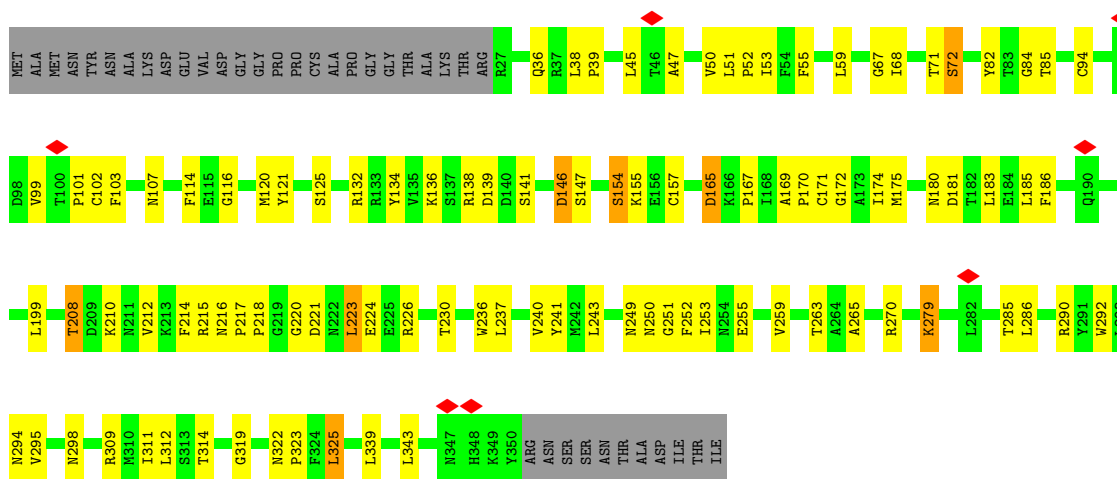 MET ALA MET ASN TYR ASN ALA LYS ASP GLU VAL ASP GLY GLY PRO PRO CYS ALA PRO GLY GLY THR ALA LYS THR ARG R27 Q36 R37 L38 P39 L45 T46 A47 V50 L51 P52 I53 F54 F55 L59 G67 I68 T71 S72 Y82 T83 G84 T85 C94
D98 V99 T100 P101 C102 F103 N107 F114 E115 G116 M120 Y121 S125 R132 R133 Y134 V135 K136 S137 R138 D139 D140 S141 D146 S147 S154 K155 E156 C157 D165 K166 P167 I168 A169 P170 C171 G172 A173 I174 M175 N180 D181 T182 L183 E184 L185 F186 Q190
L199 T208 D209 K210 N211 V212 K213 F214 R215 N216 P217 P218 G219 G220 D221 N222 L223 E224 E225 R226 T230 W236 L237 V240 Y241 M242 L243 N249 N250 G251 F252 I253 N254 E255 V259 T263 A264 A265 R270 K279 L282 T285 L286 R290 Y291 W292
N294 V295 N298 R309 M310 I311 L312 S313 T314 G319 N322 P323 F324 L325 L339 L343 N347 H348 K349 Y350 ARG ASN SER SER ASN THR ALA ASP ILE THR ILE